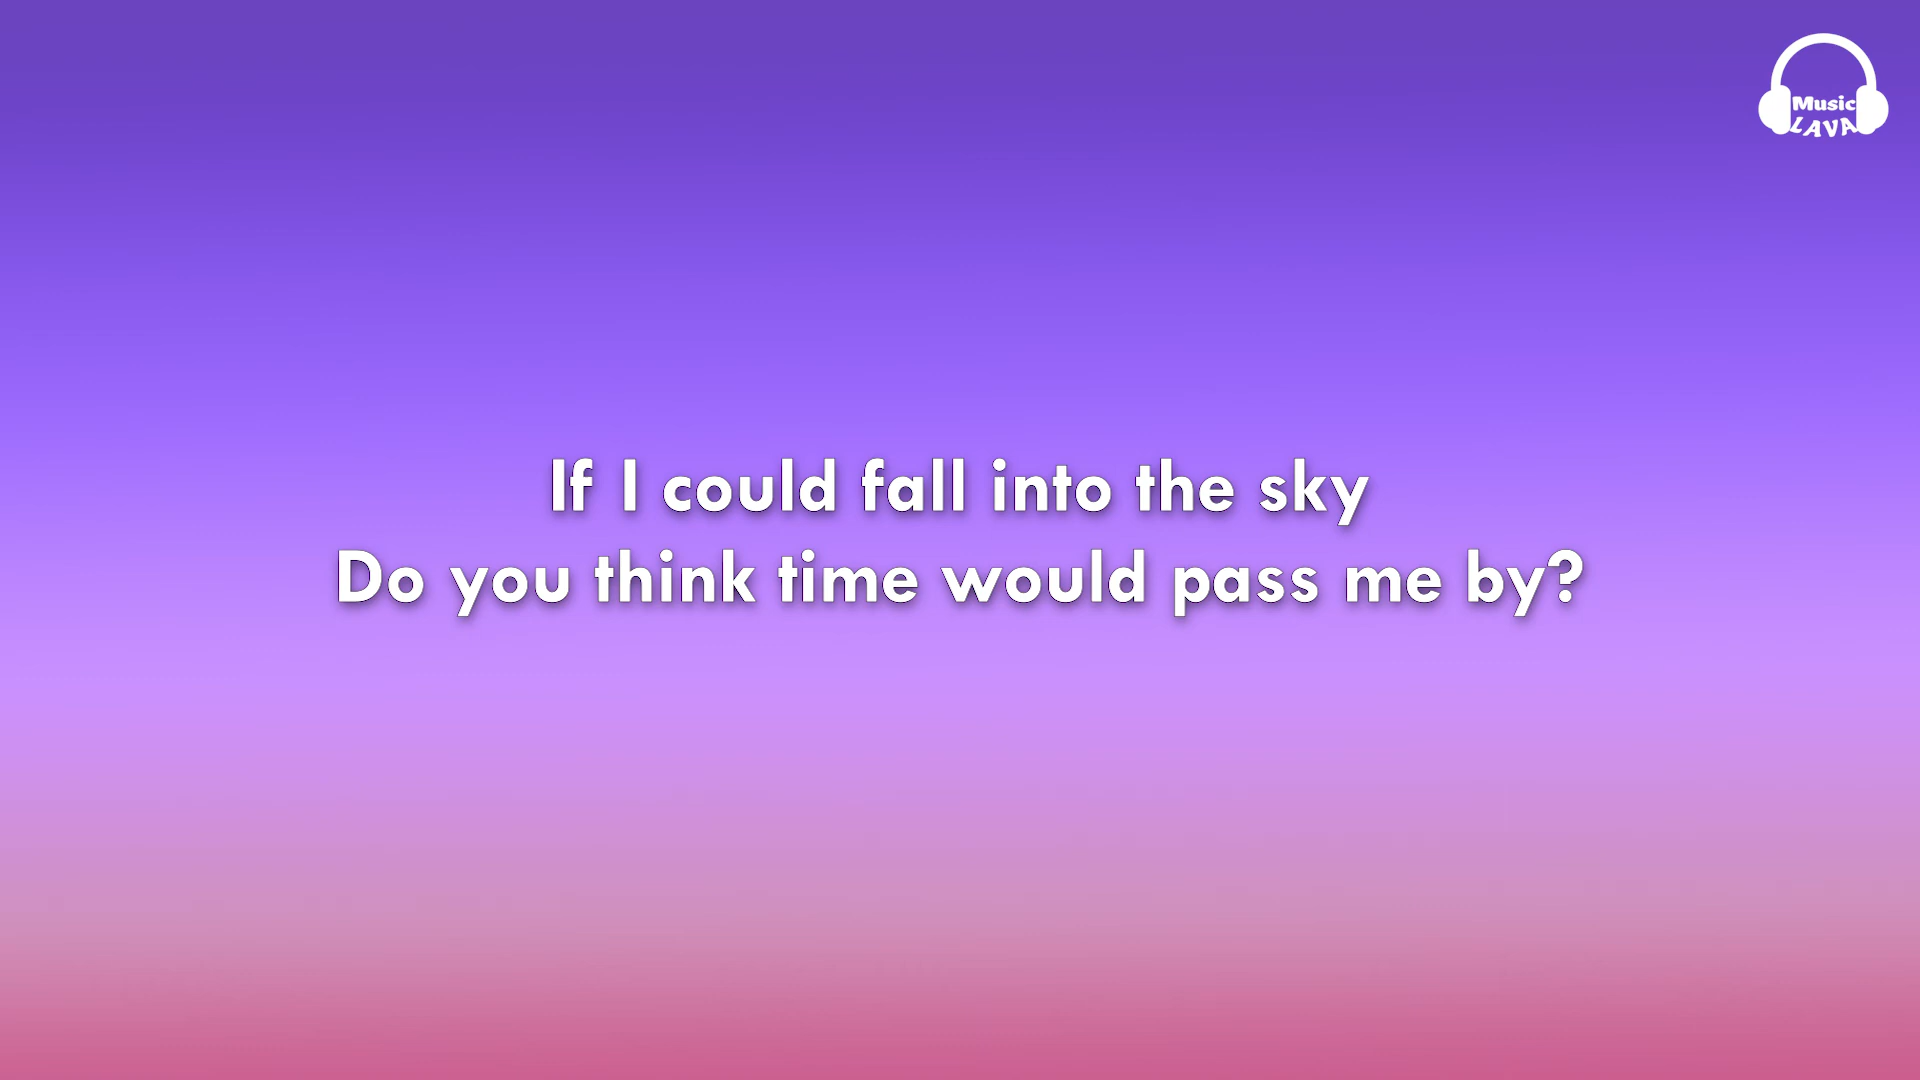 Music
LAVA
If I could fall into the sky
Do you think time would pass me by?